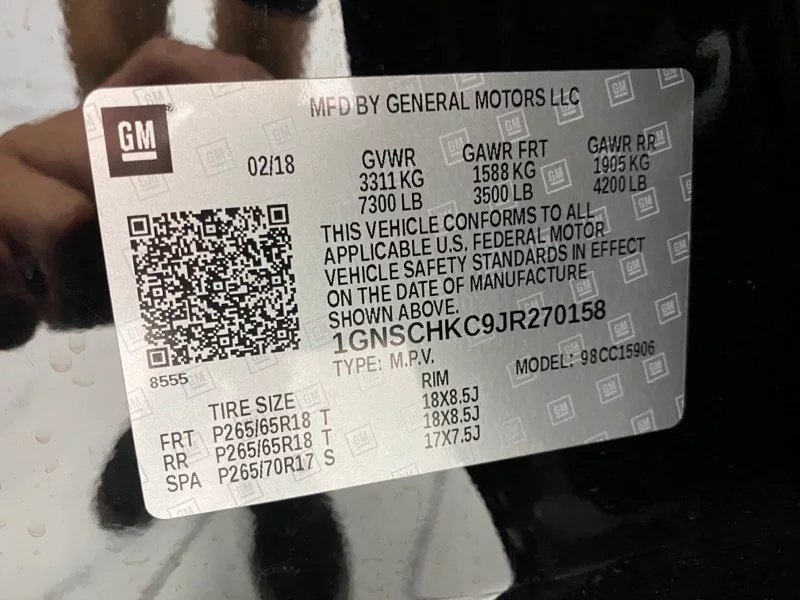 MFD BY GENERAL MOTORS LLC
GM
02/18
GVWR GAWR FRT GAWR RR
3311 KG 1588 KG 1905 KG
7300 LB 3500 LB 4200 LB
THIS VEHICLE CONFORMS TO ALL
APPLICABLE U.S. FEDERAL MOTOR
VEHICLE SAFETY STANDARDS IN EFFECT
ON THE DATE OF MANUFACTURE
SHOWN ABOVE.
1GNSCHKC9JR270158
TYPE: M.P.V. MODEL: 98CC15906
8555
TIRE SIZE RIM
FRT P265/65R18 T 18X8.5J
RR P265/65R18 T 18X8.5J
SPA P265/70R17 S 17X7.5J